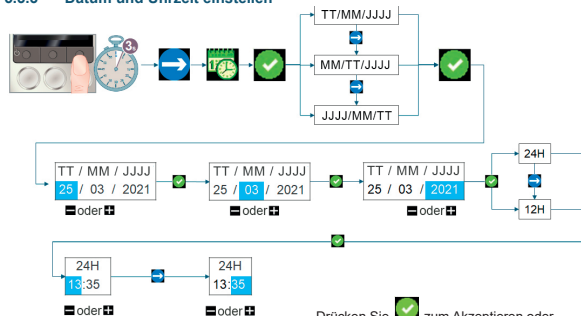 Datum und Uhrzeit einstellen
TT/MM/JJJJ
3s
MM/TT/JJJJ
JJJJ/MM/TT
24H
TT / MM / JJJJ
25 / 03 / 2021
TT / MM / JJJJ
25 / 03 / 2021
TT / MM / JJJJ
25 / 03 / 2021
oder
oder
oder
12H
24H
13:35
24H
13:35
oder
oder
Drücken Sie zum Akzeptieren oder